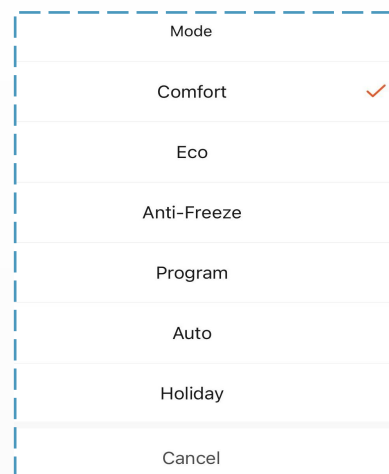 Mode
Comfort
Eco
Anti-Freeze
Program
Auto
Holiday
Cancel